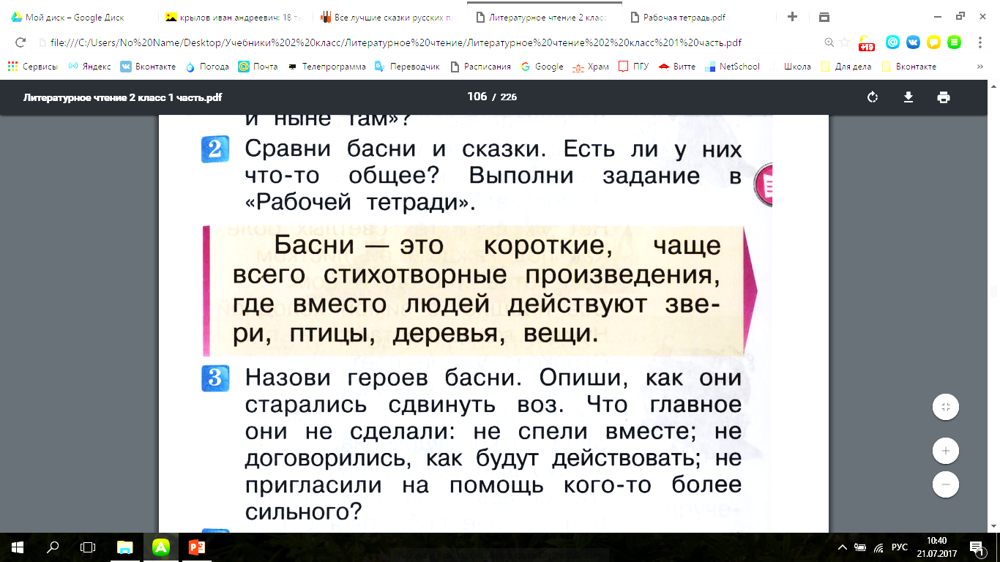 Мой диск – Google Диск
крылов иван андреевич: 18 т
Все лучшие сказки русских п
Литературное чтение 2 клас
Рабочая тетрадь.pdf
file:///C:/Users/No%20Name/Desktop/Учебники%202%20класс/Литературное%20чтение/Литературное%20чтение%202%20класс%201%20часть.pdf
+19
Сервисы Яндекс Вконтакте Погода Почта Телепрограмма Переводчик Расписания Google Храм ПГУ Витте NetSchool Школа Для дела Вконтакте »
Литературное чтение 2 класс 1 часть.pdf
106 / 226
и ныне там»?
2 Сравни басни и сказки. Есть ли у них
что-то общее? Выполни задание в
«Рабочей тетради».
Басни — это короткие, чаще
всего стихотворные произведения,
где вместо людей действуют зве-
ри, птицы, деревья, вещи.
3 Назови героев басни. Опиши, как они
старались сдвинуть воз. Что главное
они не сделали: не спели вместе; не
договорились, как будут действовать; не
пригласили на помощь кого-то более
сильного?
РУС
10:40
21.07.2017
1